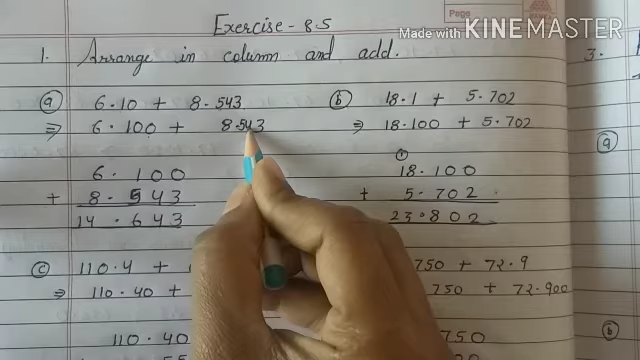 Page
Made with KINEMASTER
Exercise-8.5
1. Arrange in column and add. 3.
(a) 6.10 + 8.543
⇒ 6.100 + 8.543
6.100
+ 8.543
14.643
(b) 18.1 + 5.702
⇒ 18.100 + 5.702
(1)
18.100
+ 5.702
23.802
(a)
(c) 110.4 +
⇒ 110.40 +
110.40
750 + 72.9
750 + 72.900
750
(b)